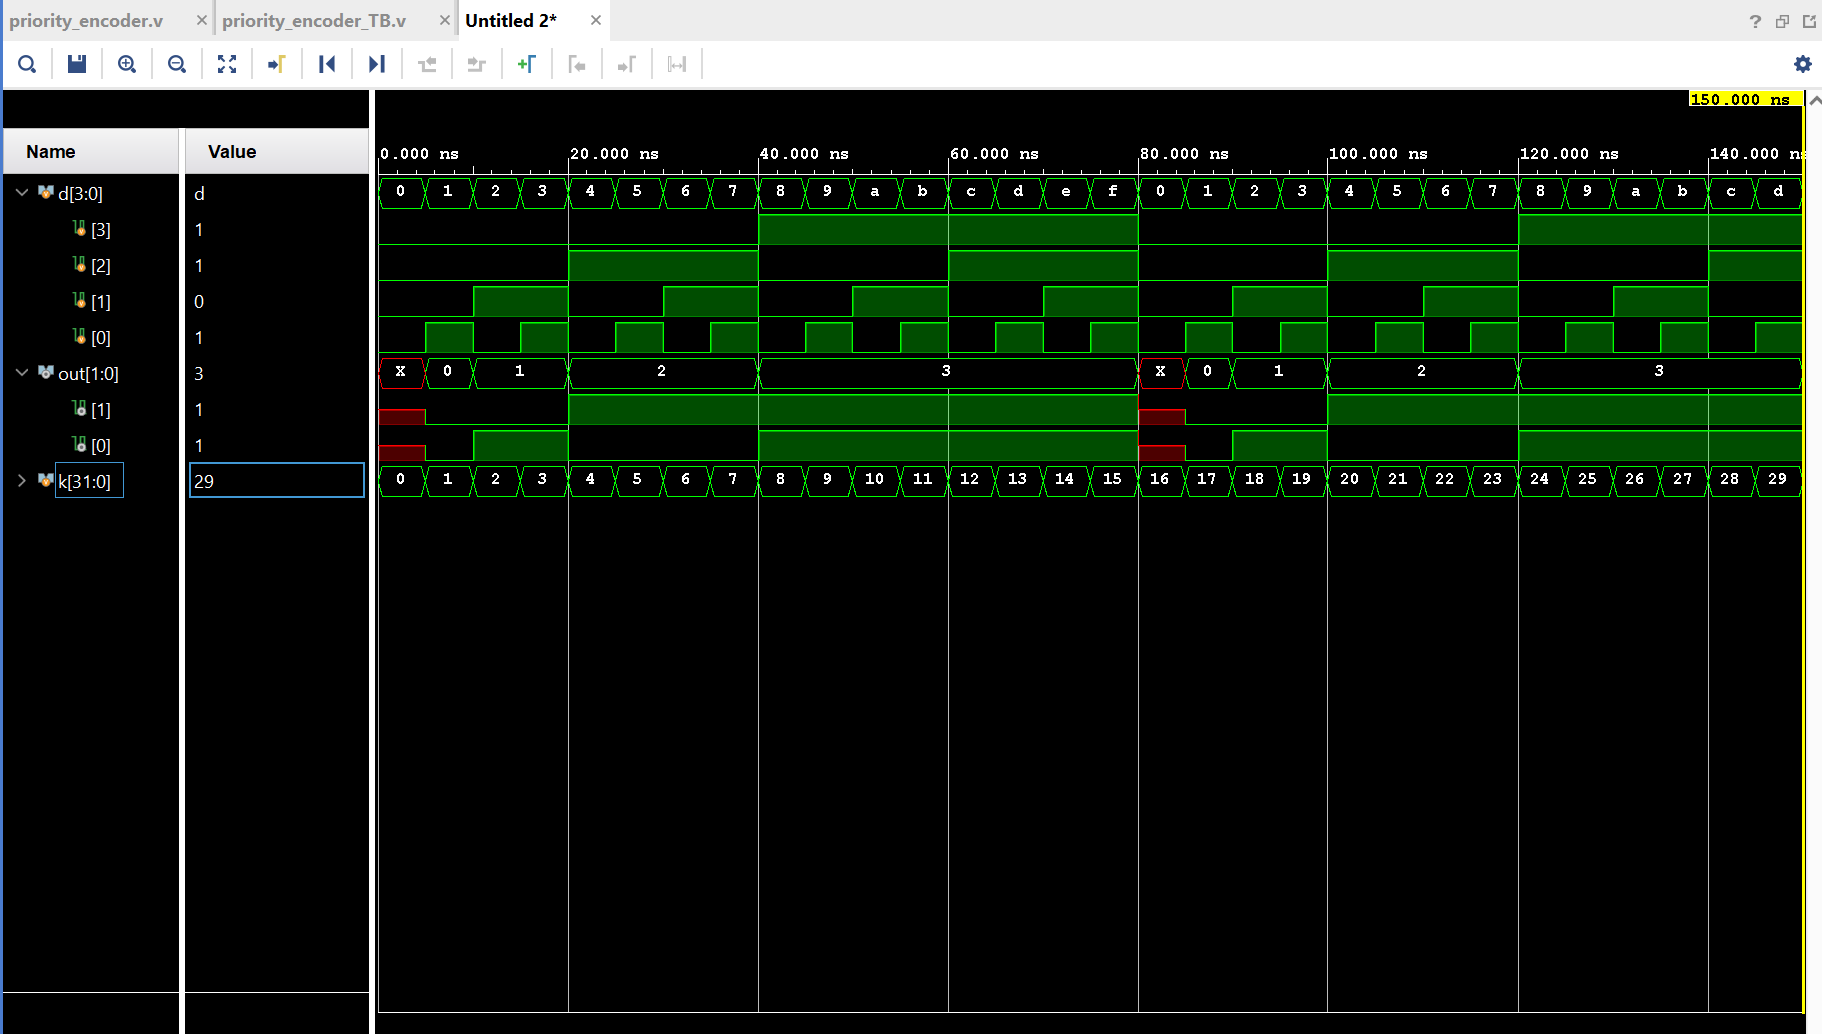 priority_encoder.v × priority_encoder_TB.v × Untitled 2* × ?
150.000 ns
Name Value 0.000 ns 20.000 ns 40.000 ns 60.000 ns 80.000 ns 100.000 ns 120.000 ns 140.000 n
d[3:0] d 0 1 2 3 4 5 6 7 8 9 a b c d e f 0 1 2 3 4 5 6 7 8 9 a b c d
[3] 1
[2] 1
[1] 0
[0] 1
out[1:0] 3 X 0 1 2 3 X 0 1 2 3
[1] 1
[0] 1
k[31:0] 29 0 1 2 3 4 5 6 7 8 9 10 11 12 13 14 15 16 17 18 19 20 21 22 23 24 25 26 27 28 29